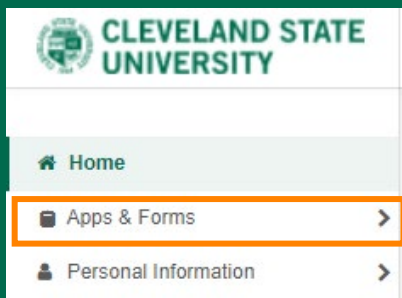 CLEVELAND STATE
UNIVERSITY
Home
Apps & Forms
Personal Information